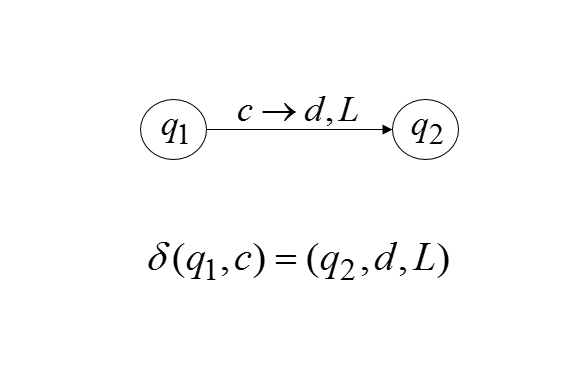 q₁ c → d, L q₂
δ(q₁, c) = (q₂, d, L)